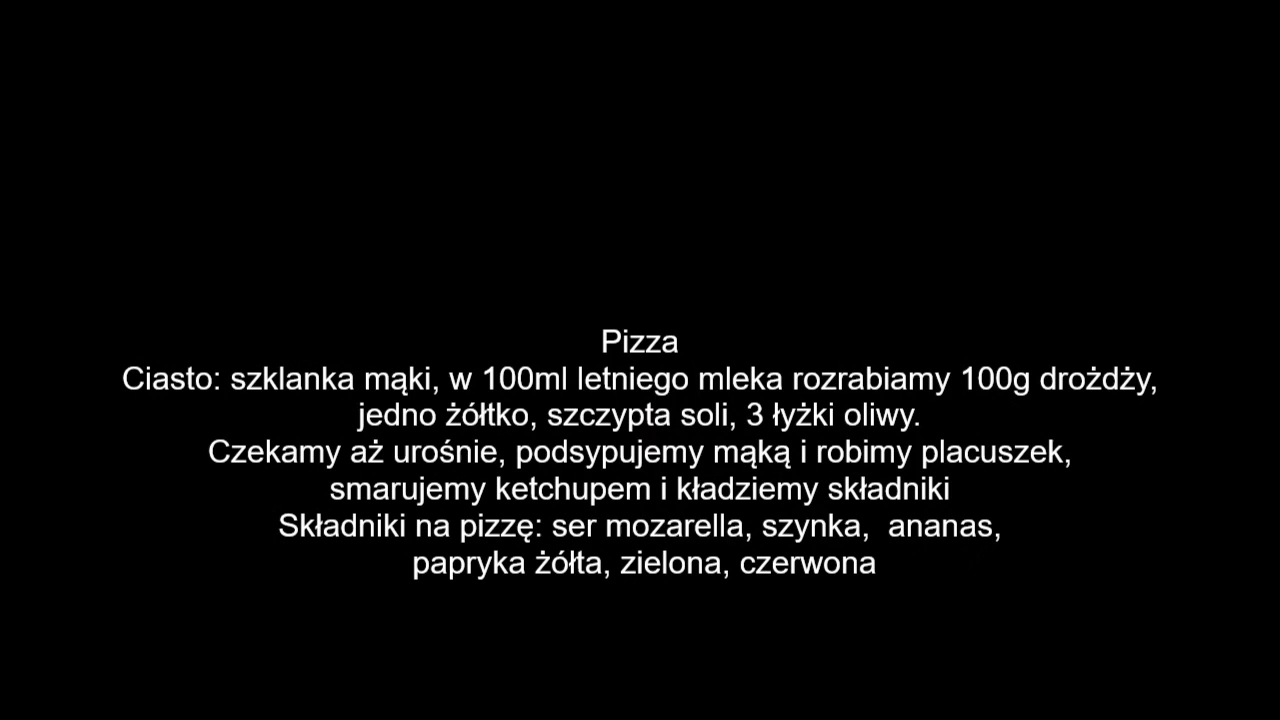 Pizza
Ciasto: szklanka mąki, w 100ml letniego mleka rozrabiamy 100g drożdży,
jedno żółtko, szczypta soli, 3 łyżki oliwy.
Czekamy aż urośnie, podsypujemy mąką i robimy placuszek,
smarujemy ketchupem i kładziemy składniki
Składniki na pizzę: ser mozarella, szynka,  ananas,
papryka żółta, zielona, czerwona